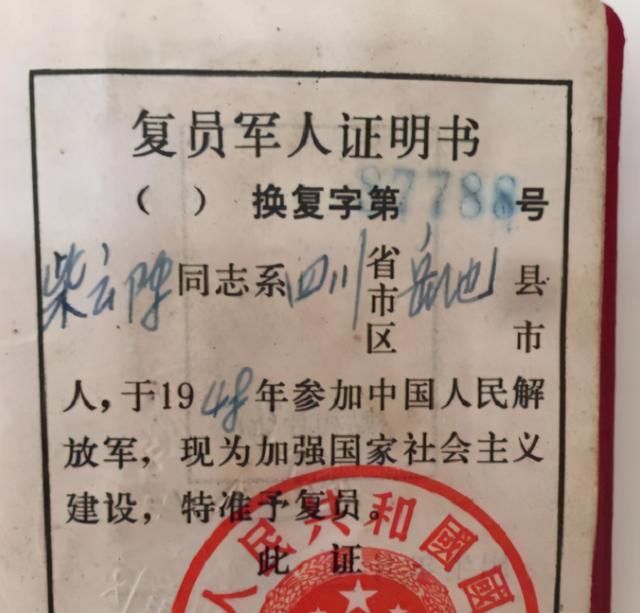 复员军人证明书
（ ） 换复字第87788号
柴云阵同志系四川省市区岳池县市
人，于1948年参加中国人民解
放军，现为加强国家社会主义
建设，特准予复员。
此 证
人民共和國國